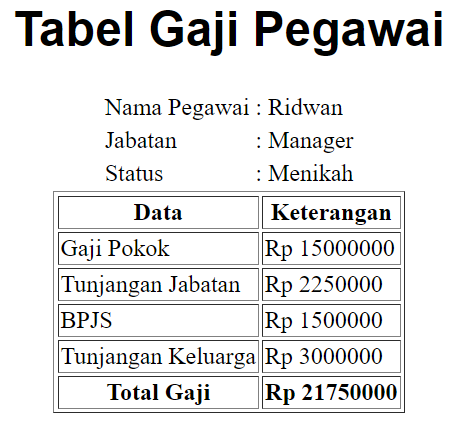 Tabel Gaji Pegawai
Nama Pegawai : Ridwan
Jabatan : Manager
Status : Menikah
Data Keterangan
Gaji Pokok Rp 15000000
Tunjangan Jabatan Rp 2250000
BPJS Rp 1500000
Tunjangan Keluarga Rp 3000000
Total Gaji Rp 21750000